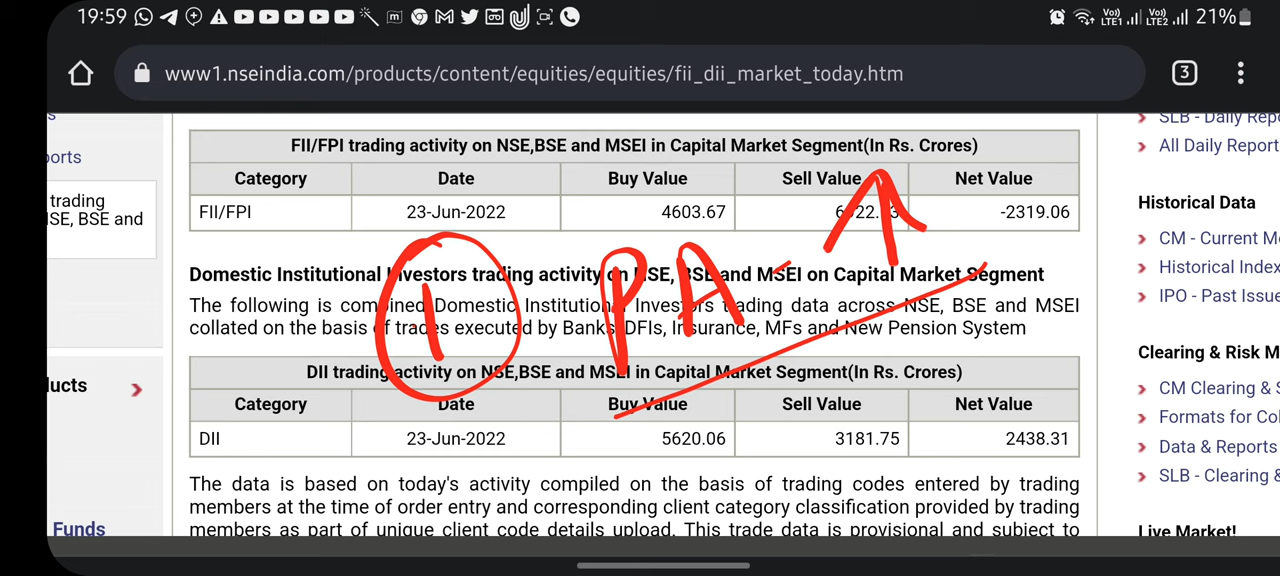 19:59
Vo)) LTE1 Vo)) LTE2 21%
www1.nseindia.com/products/content/equities/equities/fii_dii_market_today.htm
3
s
ports
trading
ISE, BSE and
ucts
Funds
FII/FPI trading activity on NSE,BSE and MSEI in Capital Market Segment(In Rs. Crores)
Category Date Buy Value Sell Value Net Value
FII/FPI 23-Jun-2022 4603.67 -2319.06
Domestic Institutional Investors trading activity on NSE, BSE and MSEI on Capital Market Segment
The following is combined Domestic Institutional Investors trading data across NSE, BSE and MSEI
collated on the basis of trades executed by Banks, DFIs, Insurance, MFs and New Pension System
DII trading activity on NSE,BSE and MSEI in Capital Market Segment(In Rs. Crores)
Category Date Buy Value Sell Value Net Value
DII 23-Jun-2022 5620.06 3181.75 2438.31
The data is based on today's activity compiled on the basis of trading codes entered by trading
members at the time of order entry and corresponding client category classification provided by trading
members as part of unique client code details upload. This trade data is provisional and subject to
1 PA - ↑
SLB - Daily Repo
All Daily Report
Historical Data
CM - Current Mo
Historical Index
IPO - Past Issue
Clearing & Risk M
CM Clearing & S
Formats for Col
Data & Reports
SLB - Clearing &
Live Market!